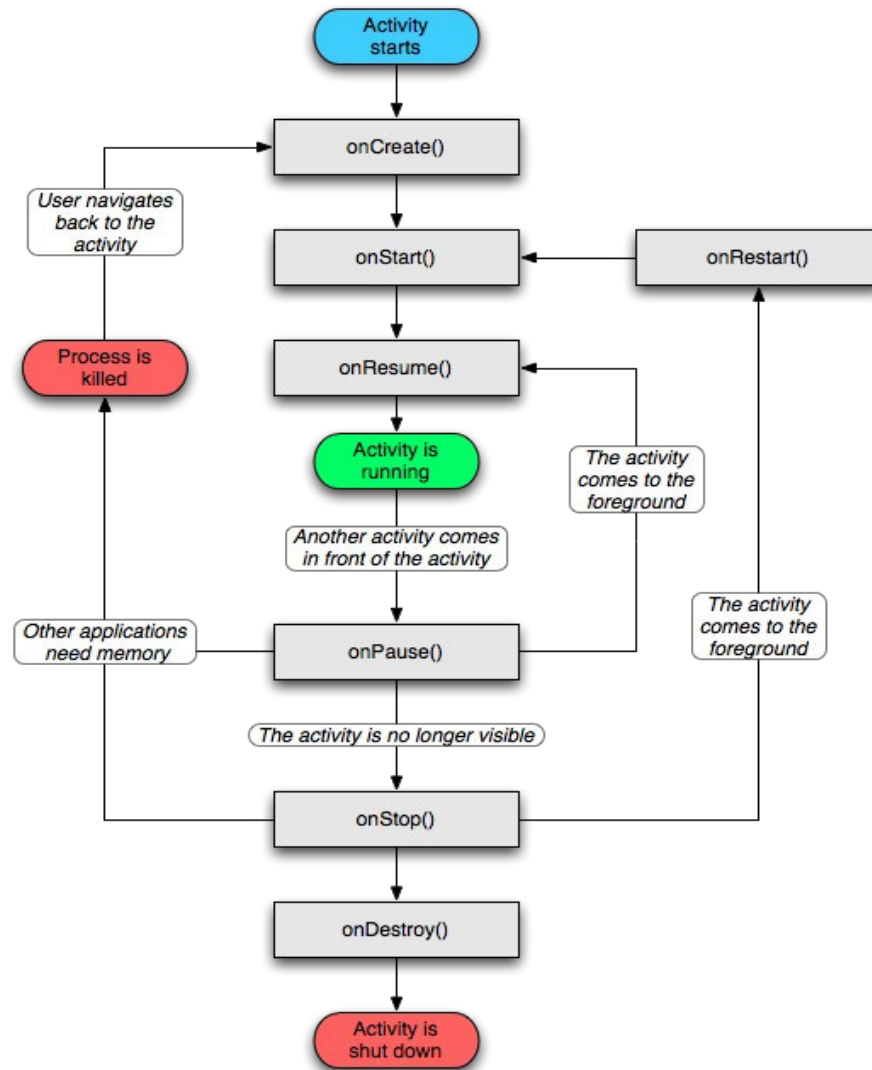 Activity
starts
onCreate()
User navigates
back to the
activity
onStart()
onRestart()
Process is
killed
onResume()
Activity is
running
The activity
comes to the
foreground
Another activity comes
in front of the activity
The activity
comes to the
foreground
Other applications
need memory
onPause()
The activity is no longer visible
onStop()
onDestroy()
Activity is
shut down